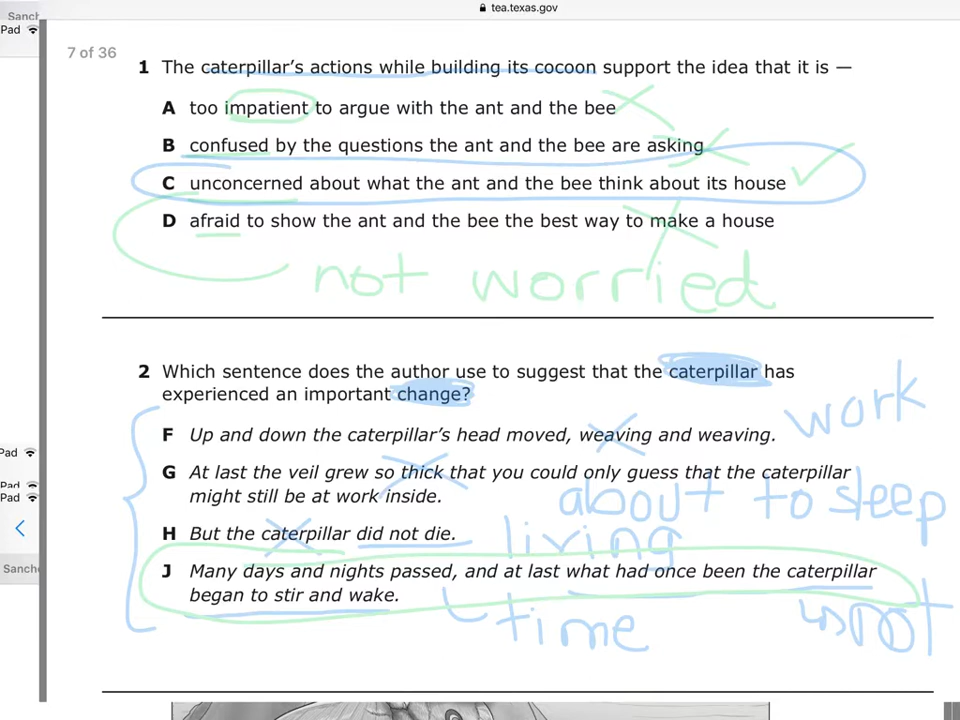 Sanch
tea.texas.gov
Pad
7 of 36
1 The caterpillar's actions while building its cocoon support the idea that it is —
A too impatient to argue with the ant and the bee
B confused by the questions the ant and the bee are asking
C unconcerned about what the ant and the bee think about its house
D afraid to show the ant and the bee the best way to make a house
not worried
2 Which sentence does the author use to suggest that the caterpillar has
experienced an important change?
work
F Up and down the caterpillar's head moved, weaving and weaving.
Pad
G At last the veil grew so thick that you could only guess that the caterpillar
might still be at work inside.
Pad
Pad
about to sleep
H But the caterpillar did not die.
living
Sanche
J Many days and nights passed, and at last what had once been the caterpillar
began to stir and wake.
time